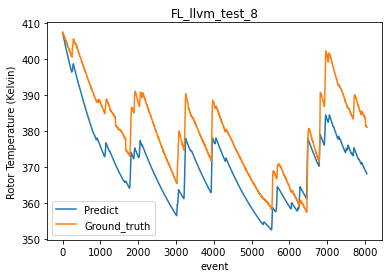 FL_llvm_test_8
Rotor Temperature (Kelvin)
410
400
390
380
370
360
350
Predict
Ground_truth
0 1000 2000 3000 4000 5000 6000 7000 8000
event